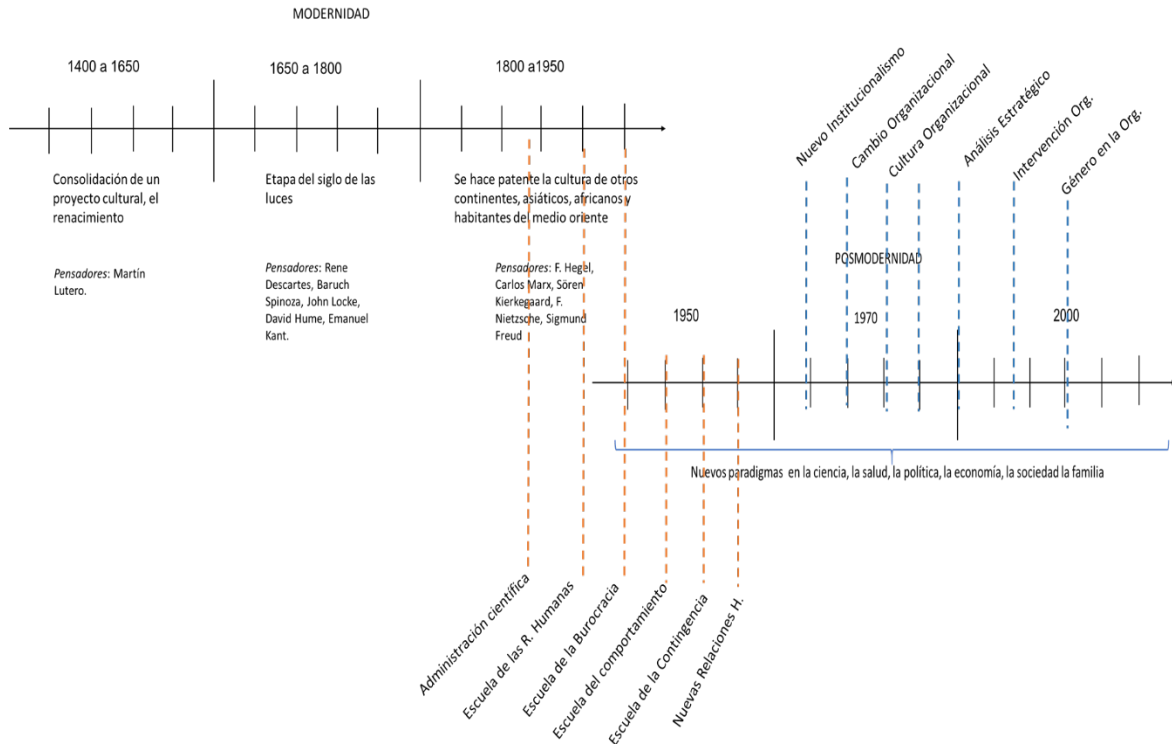 MODERNIDAD
1400 a 1650
1650 a 1800
1800 a1950
Consolidación de un
proyecto cultural, el
renacimiento
Etapa del siglo de las
luces
Se hace patente la cultura de otros
continentes, asiáticos, africanos y
habitantes del medio oriente
Pensadores: Martín
Lutero.
Pensadores: Rene
Descartes, Baruch
Spinoza, John Locke,
David Hume, Emanuel
Kant.
Pensadores: F. Hegel,
Carlos Marx, Sören
Kierkegaard, F.
Nietzsche, Sigmund
Freud
Nuevo Institucionalismo
Cambio Organizacional
Cultura Organizacional
Análisis Estratégico
Intervención Org.
Género en la Org.
POSMODERNIDAD
1950
1970
2000
Nuevos paradigmas en la ciencia, la salud, la política, la economía, la sociedad la familia
Administración científica
Escuela de las R. Humanas
Escuela de la Burocracia
Escuela del comportamiento
Escuela de la Contingencia
Nuevas Relaciones H.